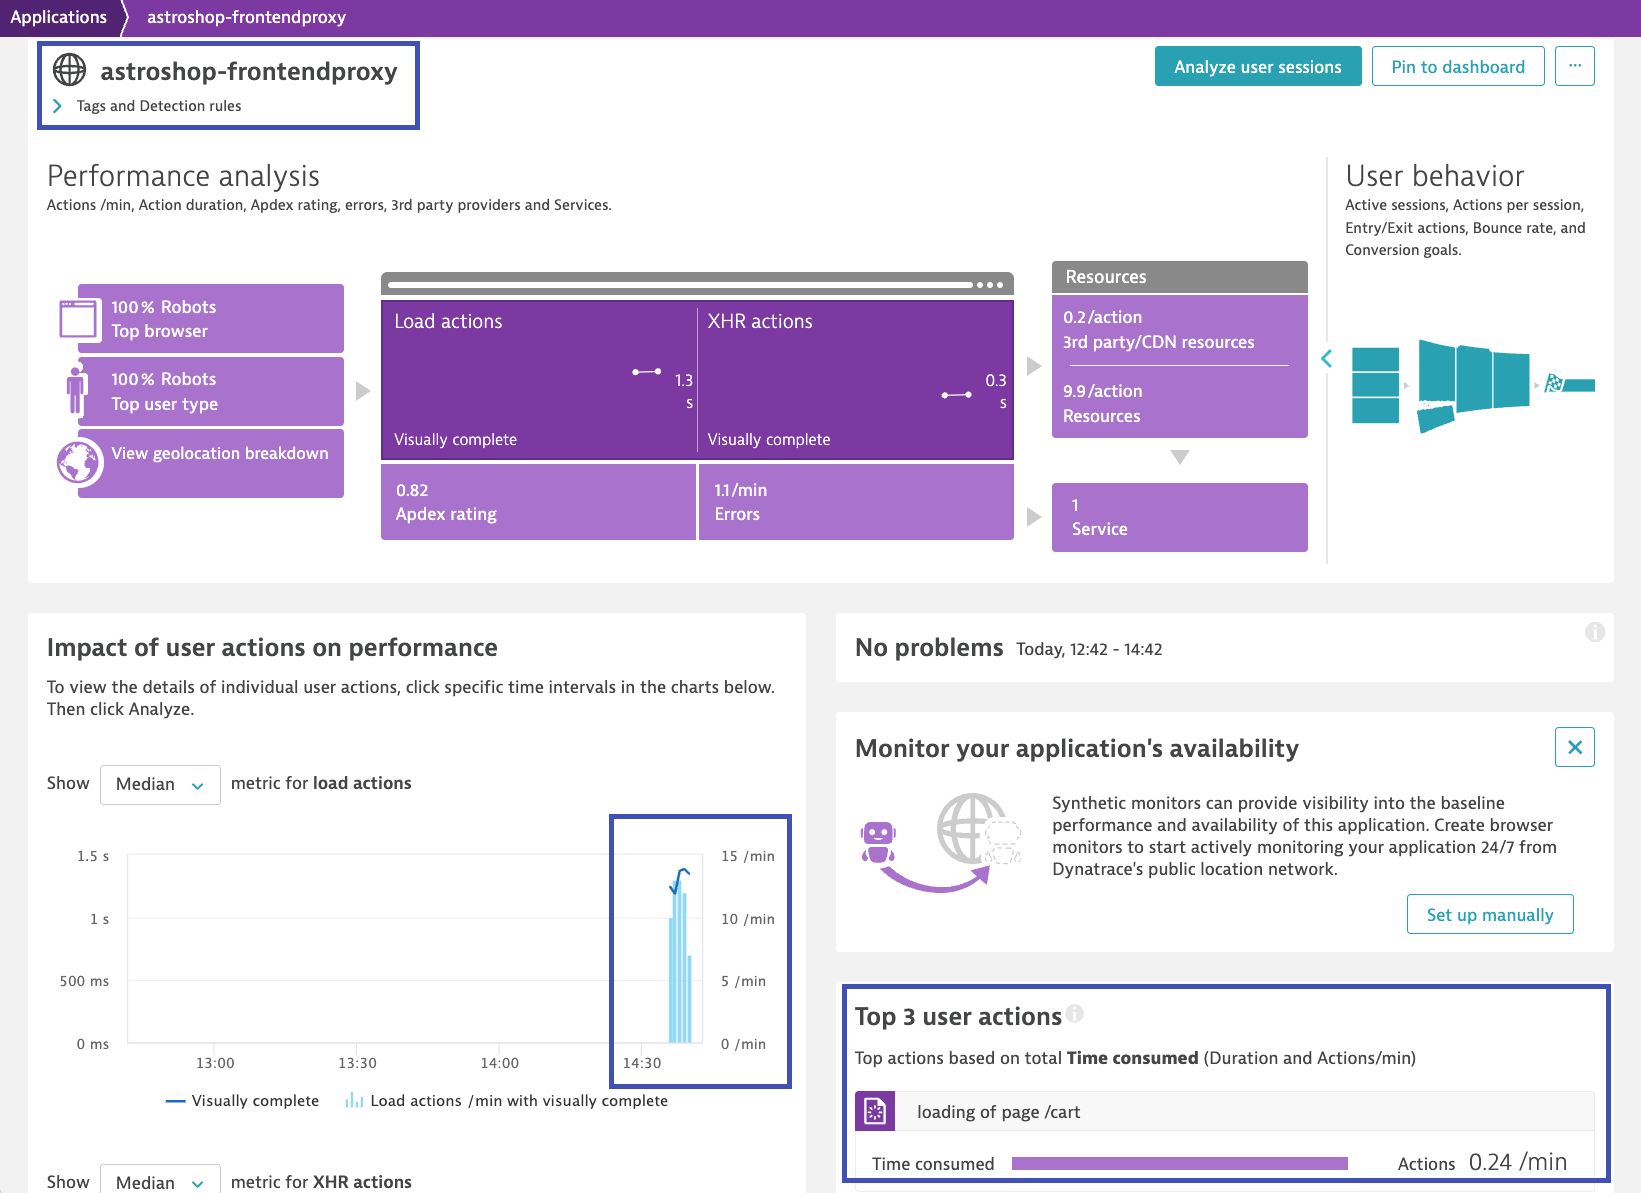 Applications
astroshop-frontendproxy
astroshop-frontendproxy
Tags and Detection rules
Analyze user sessions
Pin to dashboard
...
Performance analysis
Actions /min, Action duration, Apdex rating, errors, 3rd party providers and Services.
User behavior
Active sessions, Actions per session,
Entry/Exit actions, Bounce rate, and
Conversion goals.
100 % Robots
Top browser
100 % Robots
Top user type
View geolocation breakdown
Load actions
1.3
s
Visually complete
XHR actions
0.3
s
Visually complete
0.82
Apdex rating
1.1 /min
Errors
Resources
0.2 /action
3rd party/CDN resources
9.9 /action
Resources
1
Service
Impact of user actions on performance
To view the details of individual user actions, click specific time intervals in the charts below.
Then click Analyze.
Show Median metric for load actions
1.5 s
1 s
500 ms
0 ms
15 /min
10 /min
5 /min
0 /min
13:00 13:30 14:00 14:30
Visually complete Load actions /min with visually complete
Show Median metric for XHR actions
No problems Today, 12:42 - 14:42
Monitor your application's availability
Synthetic monitors can provide visibility into the baseline
performance and availability of this application. Create browser
monitors to start actively monitoring your application 24/7 from
Dynatrace's public location network.
Set up manually
Top 3 user actions
Top actions based on total Time consumed (Duration and Actions/min)
loading of page /cart
Time consumed Actions 0.24 /min